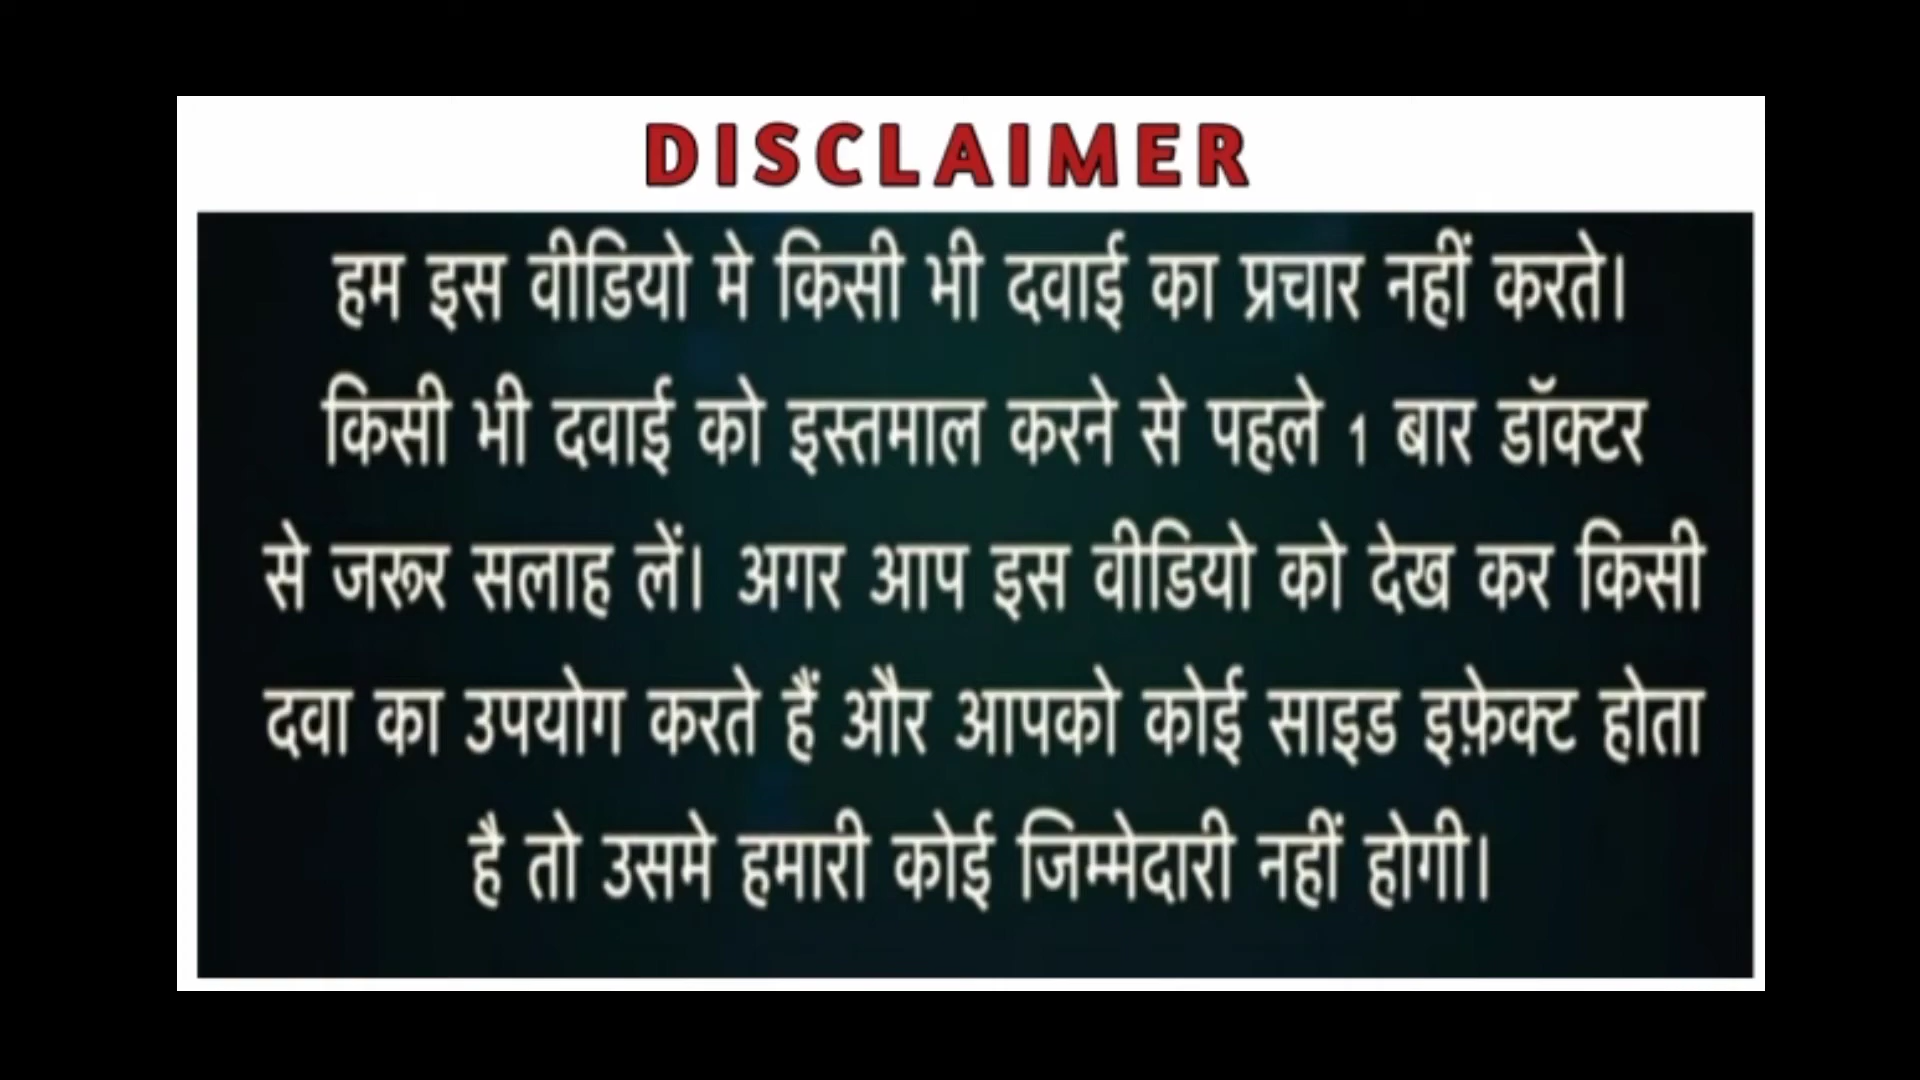 DISCLAIMER
हम इस वीडियो मे किसी भी दवाई का प्रचार नहीं करते।
किसी भी दवाई को इस्तमाल करने से पहले 1 बार डॉक्टर
से जरूर सलाह लें। अगर आप इस वीडियो को देख कर किसी
दवा का उपयोग करते हैं और आपको कोई साइड इफ़ेक्ट होता
है तो उसमे हमारी कोई जिम्मेदारी नहीं होगी।